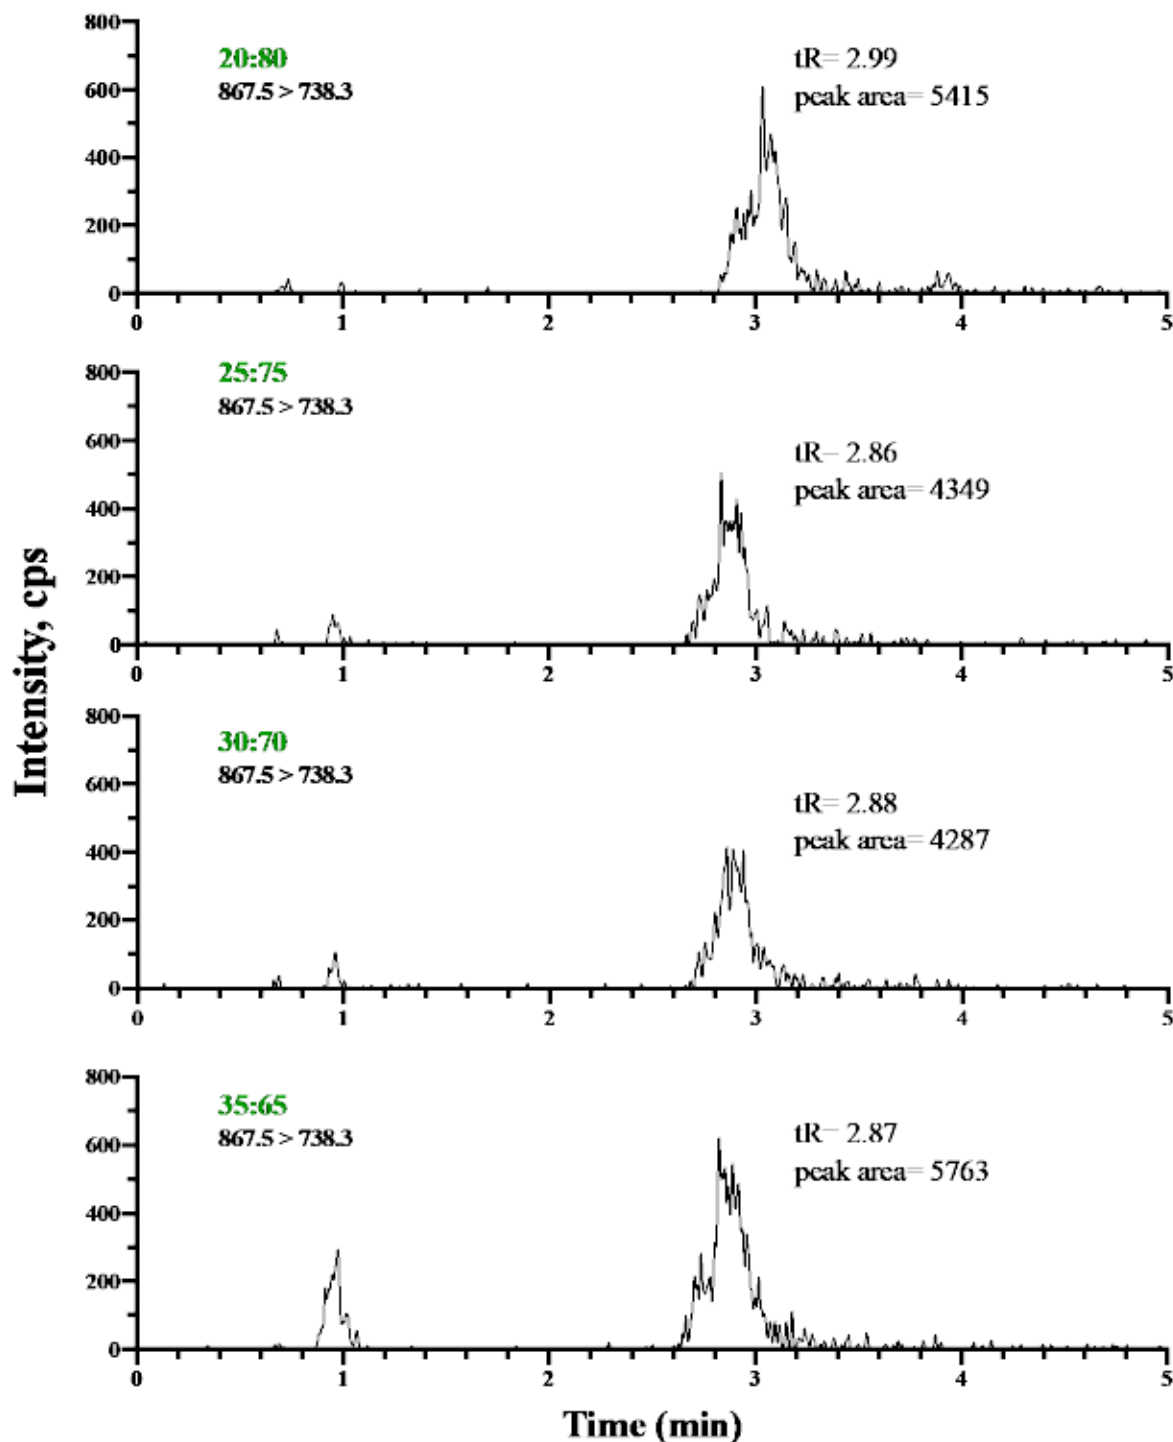 800
20:80
tR= 2.99
867.5 > 738.3
peak area= 5415
600
400
200
0
0 1 2 3 4 5
800
25:75
867.5 > 738.3
600
tR– 2.86
peak area= 4349
400
200
0
0 1 2 3 4 5
Intensity, cps
800
30:70
867.5 > 738.3
600
tR= 2.88
peak area= 4287
400
200
0
0 1 2 3 4 5
800
35:65
867.5 > 738.3
tR– 2.87
600
peak area= 5763
400
200
0
0 1 2 3 4 5
Time (min)